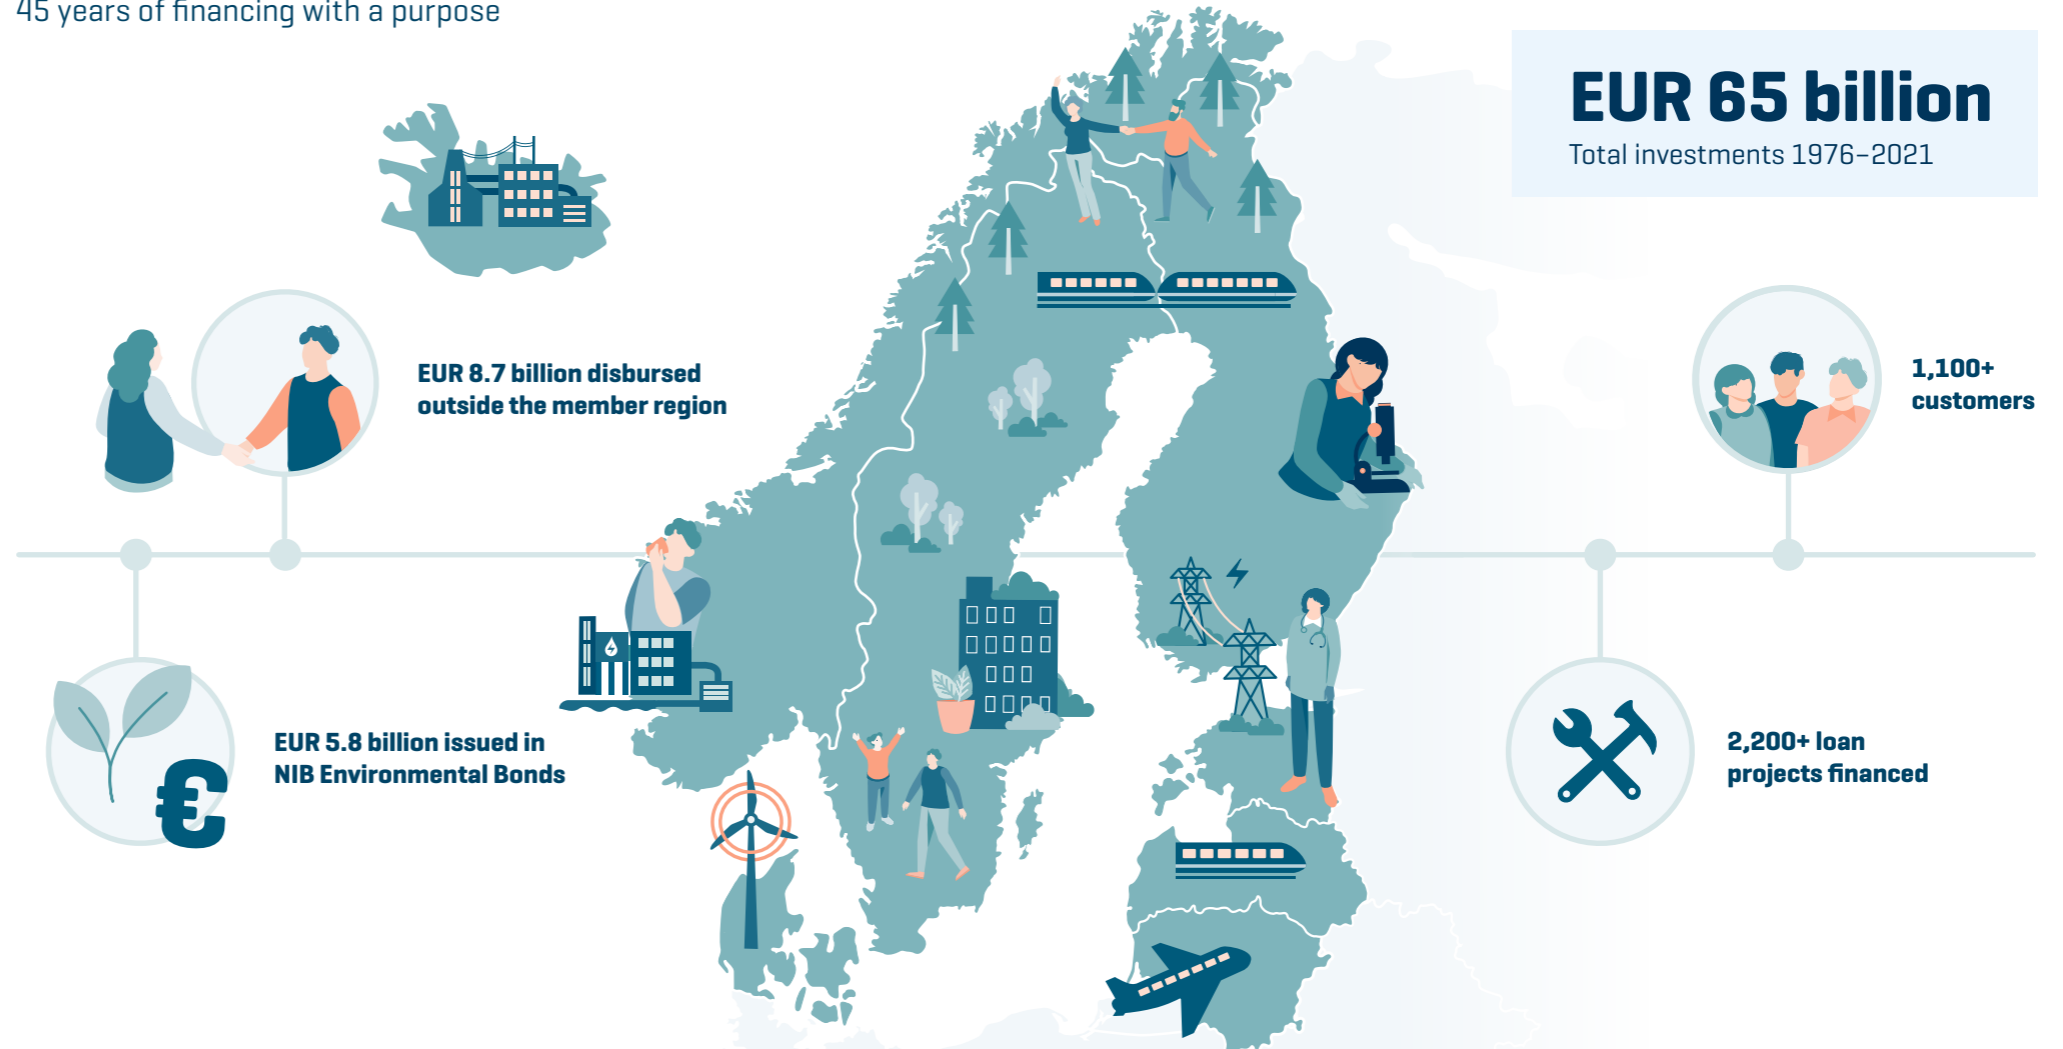 45 years of financing with a purpose
EUR 65 billion
Total investments 1976–2021
EUR 8.7 billion disbursed
outside the member region
1,100+
customers
EUR 5.8 billion issued in
NIB Environmental Bonds
2,200+ loan
projects financed